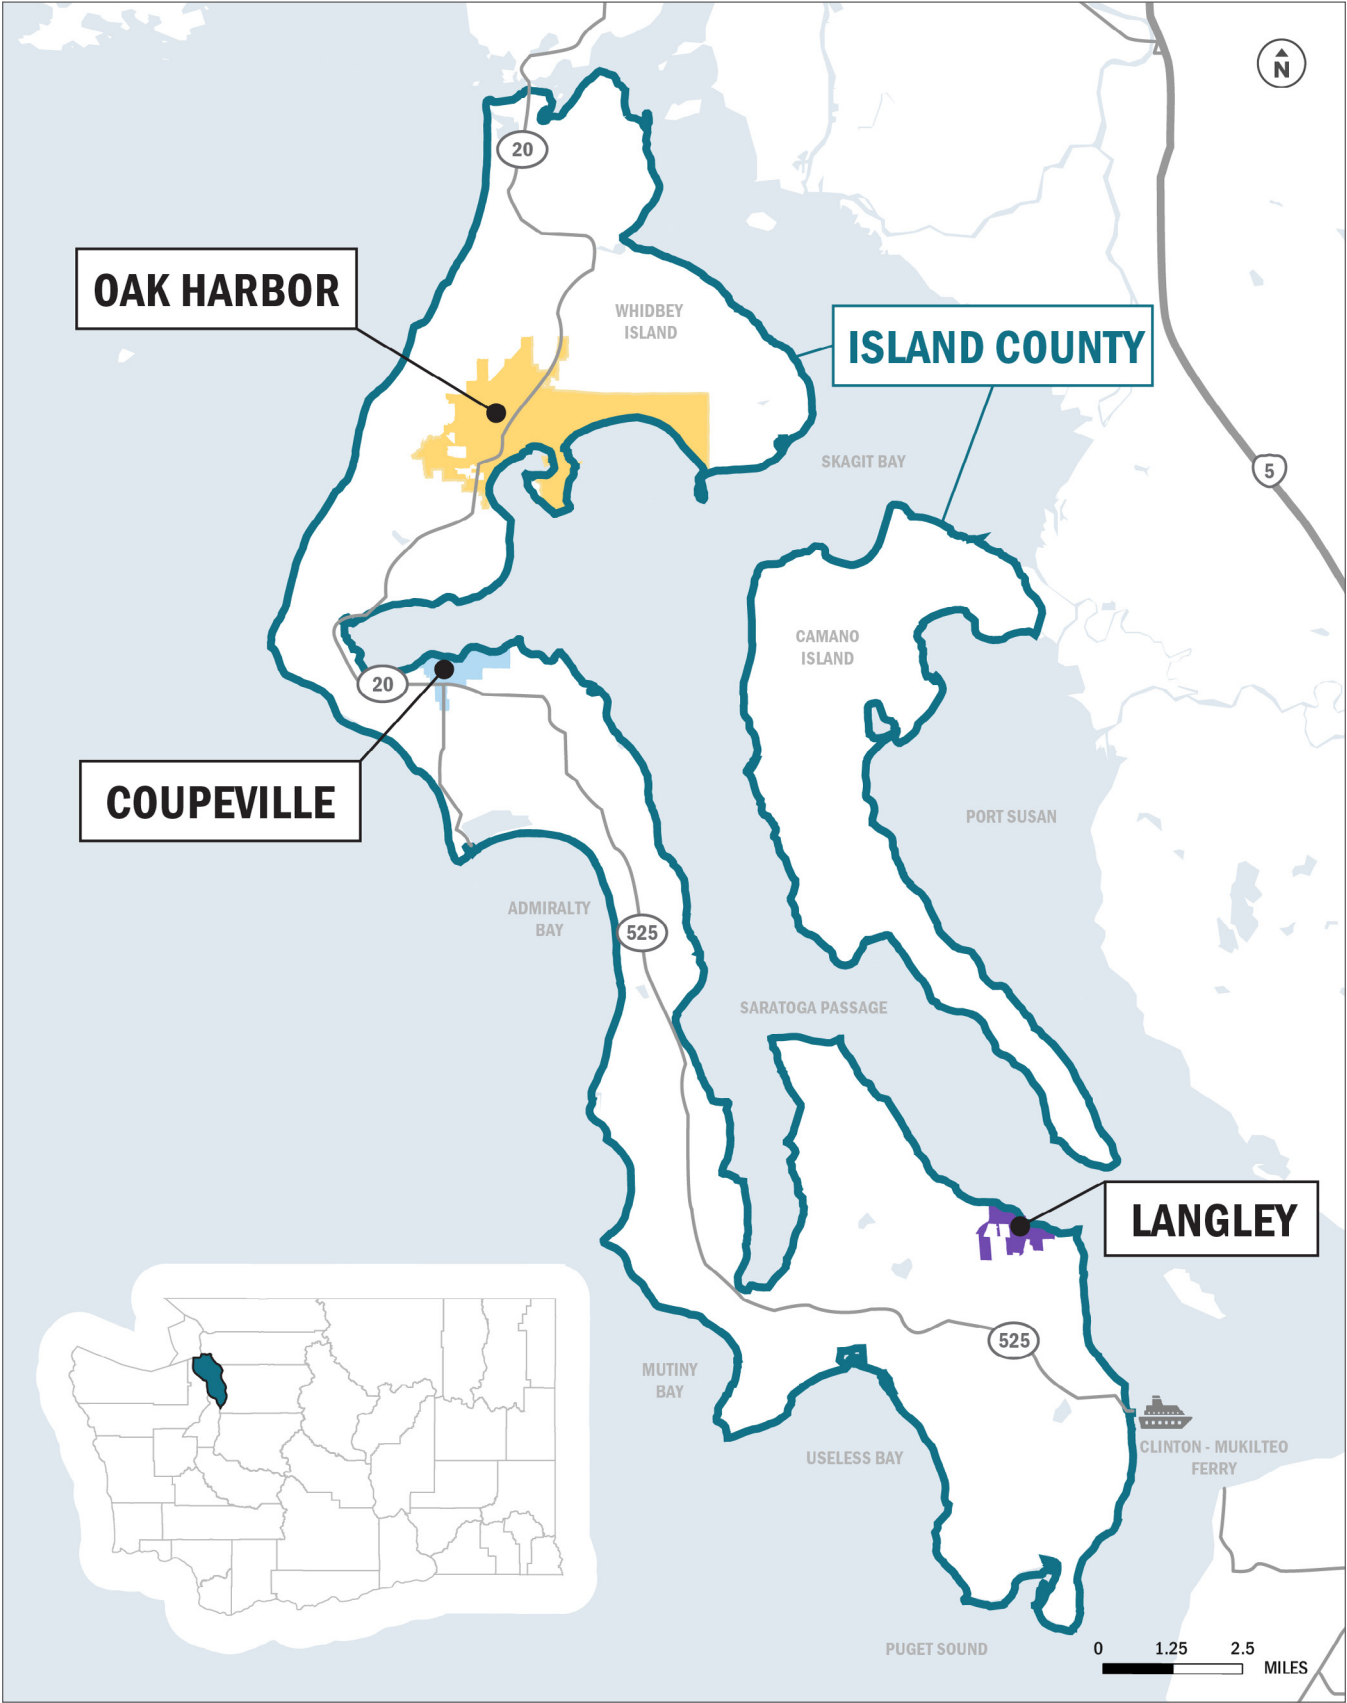 N
20
OAK HARBOR
WHIDBEY
ISLAND
ISLAND COUNTY
SKAGIT BAY
5
CAMANO
ISLAND
20
COUPEVILLE
PORT SUSAN
ADMIRALTY
BAY
525
SARATOGA PASSAGE
LANGLEY
525
MUTINY
BAY
USELESS BAY
CLINTON - MUKILTEO
FERRY
PUGET SOUND
0 1.25 2.5
MILES